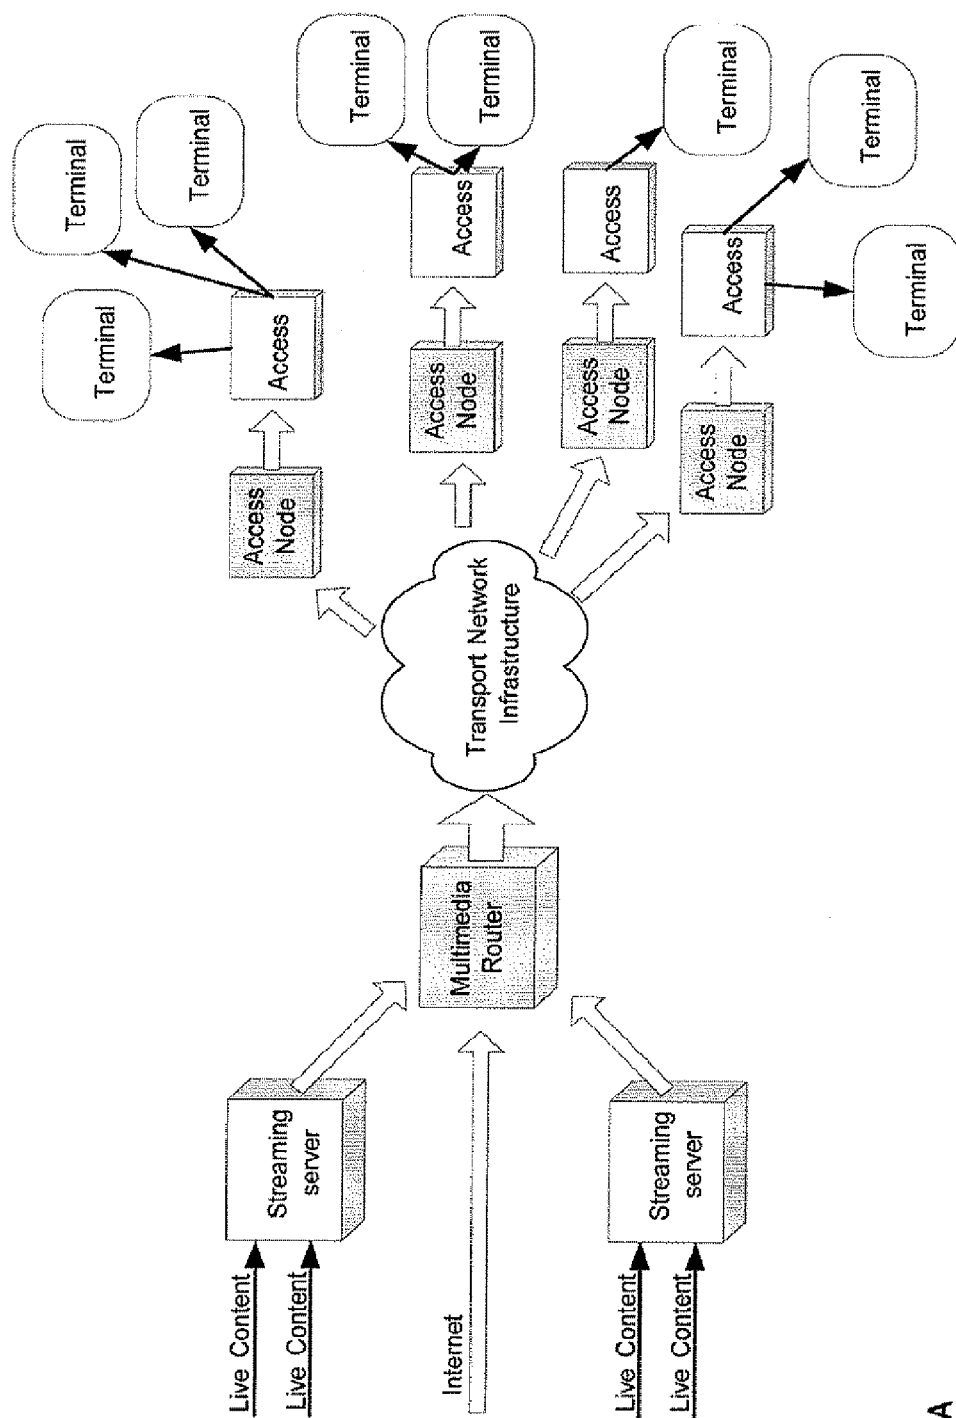 Live Content
Live Content
Streaming
server
Internet
Live Content
Live Content
Streaming
server
Multimedia
Router
Transport Network
Infrastructure
Access
Node
Access
Terminal
Terminal
Terminal
Access
Node
Access
Terminal
Terminal
Access
Node
Access
Terminal
Access
Node
Access
Terminal
Terminal
A